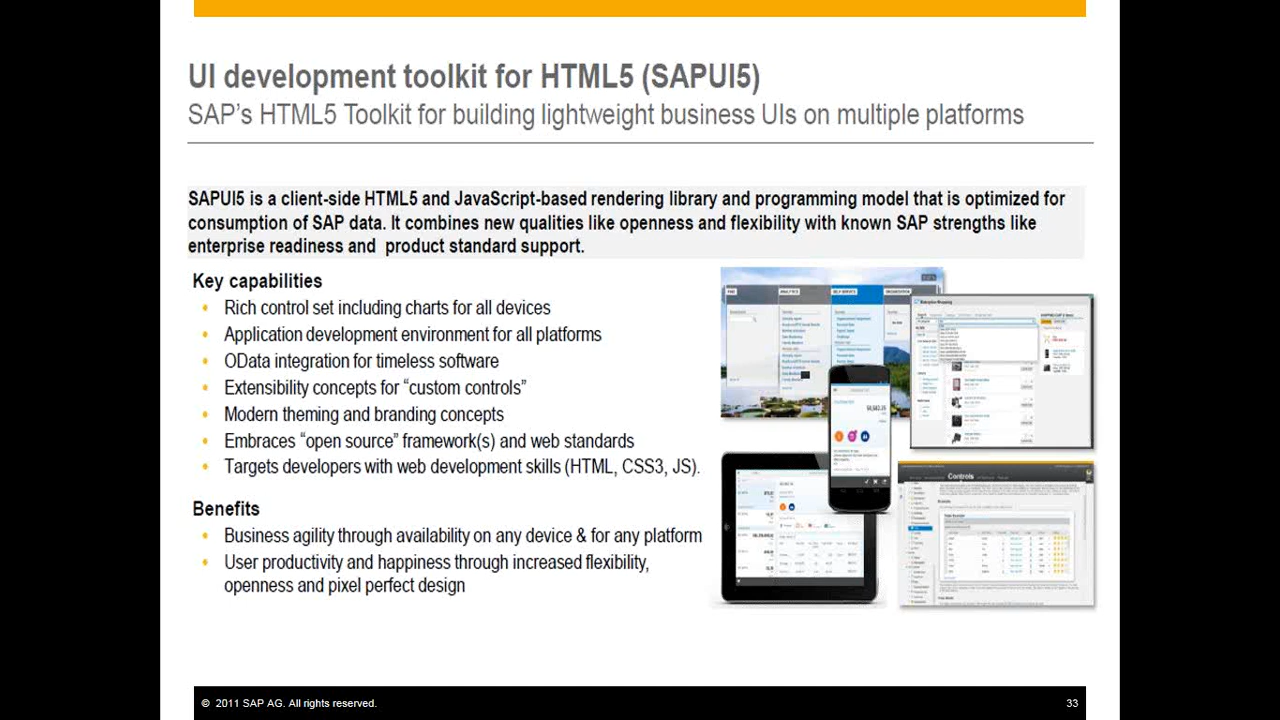 UI development toolkit for HTML5 (SAPUI5)
SAP's HTML5 Toolkit for building lightweight business UIs on multiple platforms
SAPUI5 is a client-side HTML5 and JavaScript-based rendering library and programming model that is optimized for
consumption of SAP data. It combines new qualities like openness and flexibility with known SAP strengths like
enterprise readiness and product standard support.
Key capabilities
• Rich control set including charts for all devices
• Application development environment for all platforms
• OData integration for timeless software
• Extensibility concepts for "custom controls"
• Modern theming and branding concepts
• Embraces "open source" framework(s) and web standards
• Targets developers with web development skills (HTML, CSS3, JS).
Benefits
• Business agility through availability on any device & for any platform
• User productivity and happiness through increased flexibility,
openness and pixel perfect design
Controls
© 2011 SAP AG. All rights reserved.
33